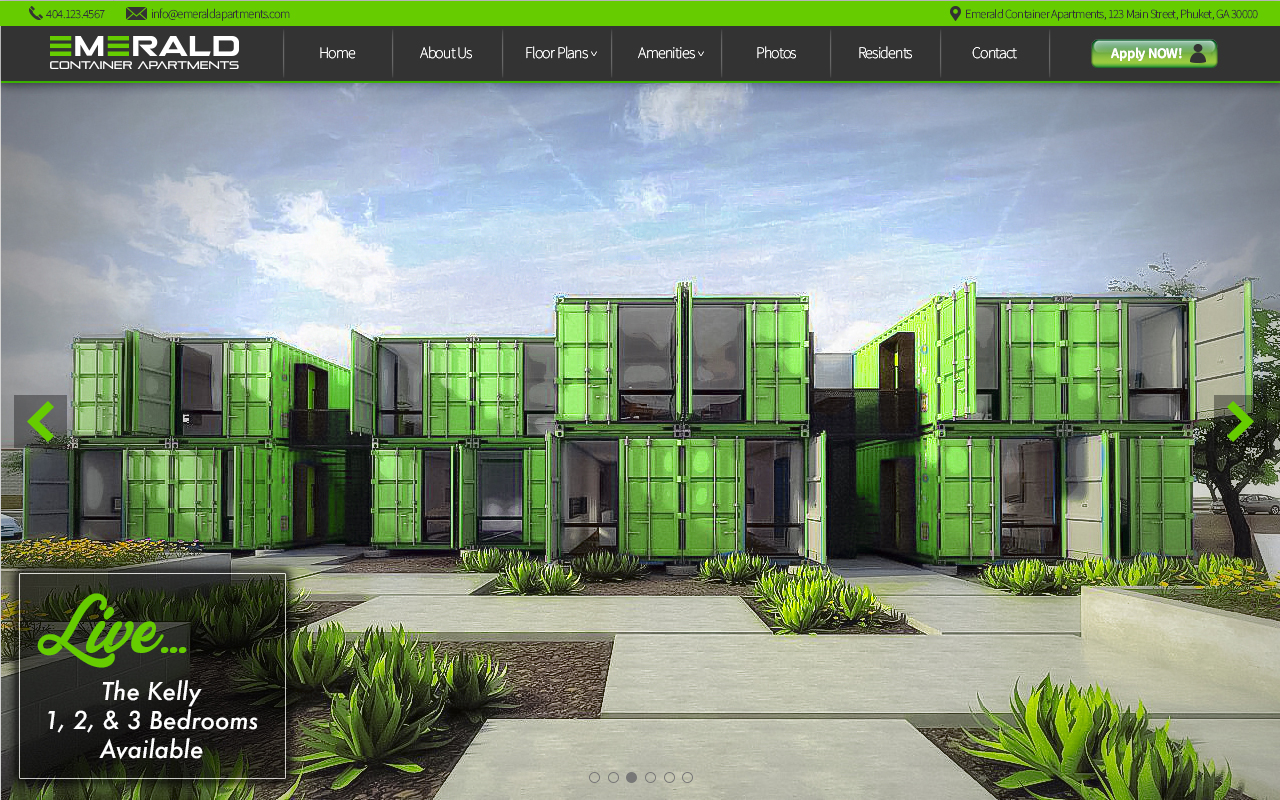 404.123.4567
info@emeraldapartments.com
Emerald Container Apartments, 123 Main Street, Phuket, GA 30000
EMERALD
CONTAINER APARTMENTS
Home
About Us
Floor Plans
Amenities
Photos
Residents
Contact
Apply NOW!
Live...
The Kelly
1, 2, & 3 Bedrooms
Available